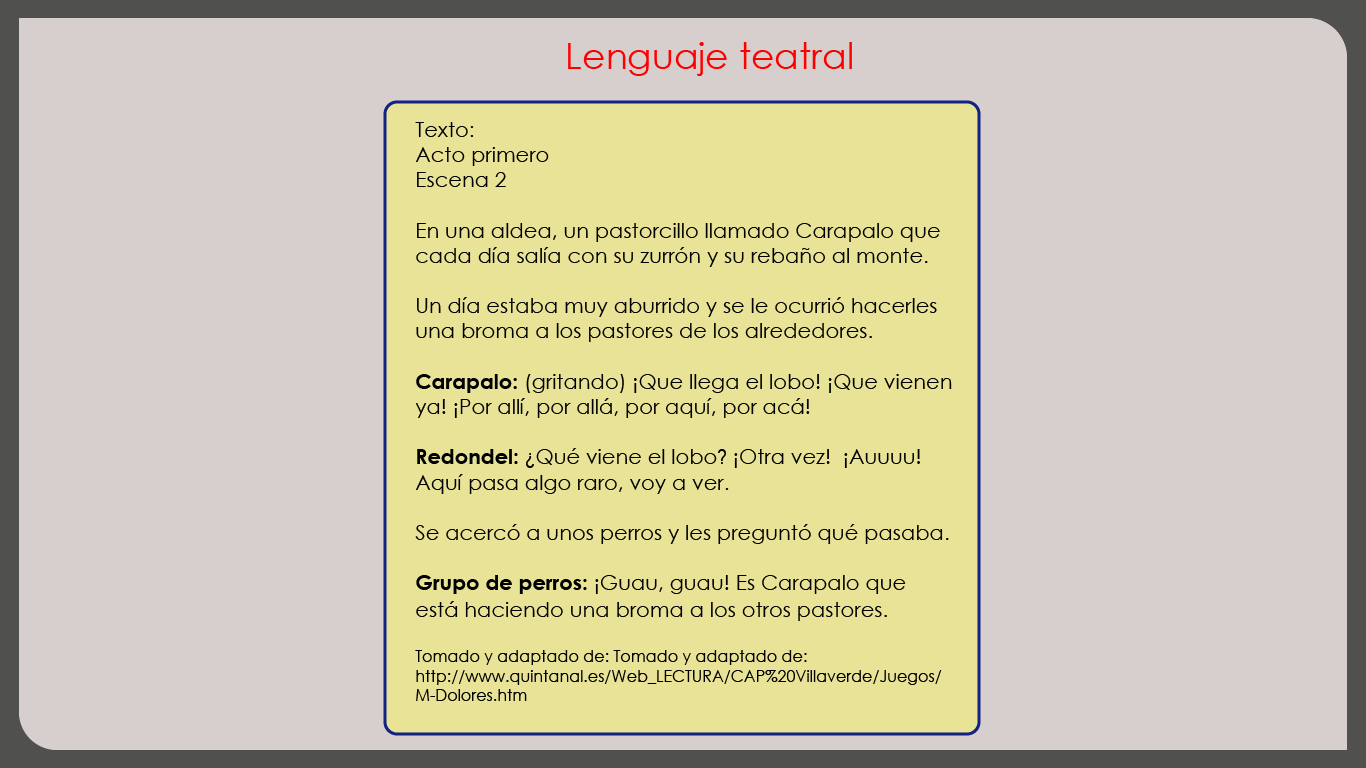 Lenguaje teatral
Texto:
Acto primero
Escena 2
En una aldea, un pastorcillo llamado Carapalo que
cada día salía con su zurrón y su rebaño al monte.
Un día estaba muy aburrido y se le ocurrió hacerles
una broma a los pastores de los alrededores.
Carapalo: (gritando) ¡Que llega el lobo! ¡Que vienen
ya! ¡Por allí, por allá, por aquí, por acá!
Redondel: ¿Qué viene el lobo? ¡Otra vez!  ¡Auuuu!
Aquí pasa algo raro, voy a ver.
Se acercó a unos perros y les preguntó qué pasaba.
Grupo de perros: ¡Guau, guau! Es Carapalo que
está haciendo una broma a los otros pastores.
Tomado y adaptado de: Tomado y adaptado de:
http://www.quintanal.es/Web_LECTURA/CAP%20Villaverde/Juegos/
M-Dolores.htm